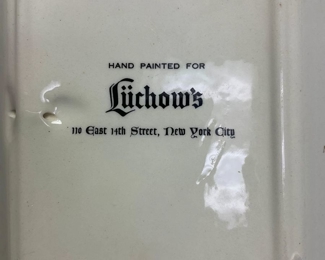 HAND PAINTED FOR
Lüchow's
110 East 14th Street, New York City